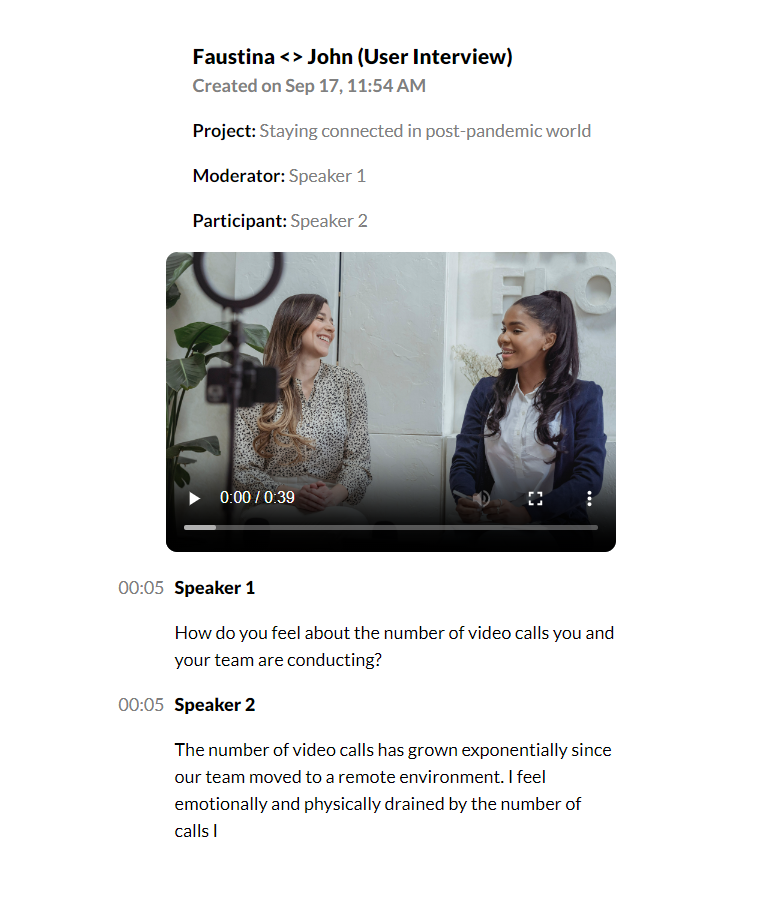 Faustina <> John (User Interview)
Created on Sep 17, 11:54 AM
Project: Staying connected in post-pandemic world
Moderator: Speaker 1
Participant: Speaker 2
FLO
0:00 / 0:39
00:05 Speaker 1
How do you feel about the number of video calls you and
your team are conducting?
00:05 Speaker 2
The number of video calls has grown exponentially since
our team moved to a remote environment. I feel
emotionally and physically drained by the number of
calls I